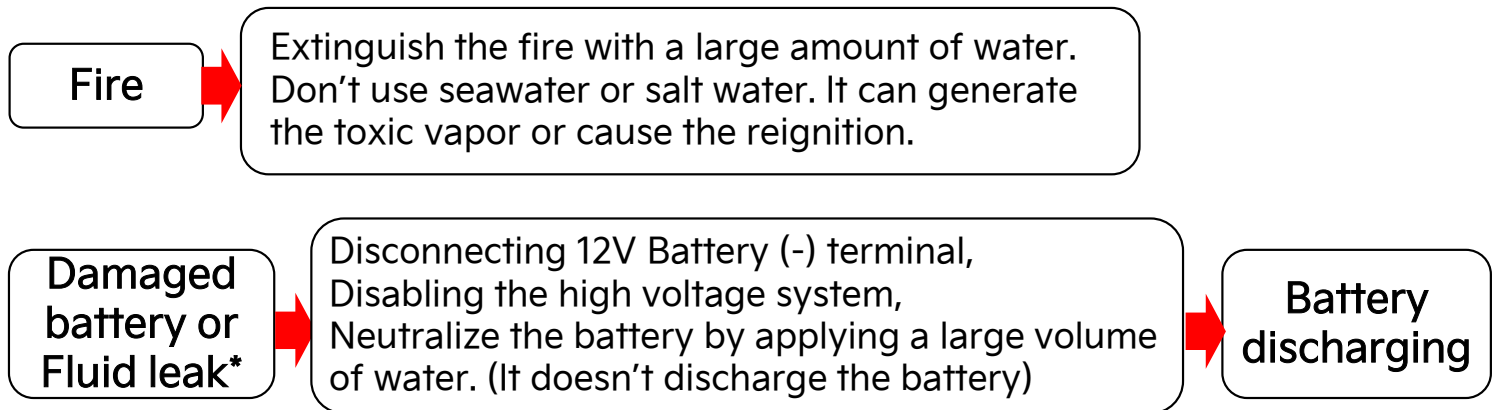 Fire
Extinguish the fire with a large amount of water.
Don't use seawater or salt water. It can generate
the toxic vapor or cause the reignition.
Damaged
battery or
Fluid leak*
Disconnecting 12V Battery (-) terminal,
Disabling the high voltage system,
Neutralize the battery by applying a large volume
of water. (It doesn't discharge the battery)
Battery
discharging